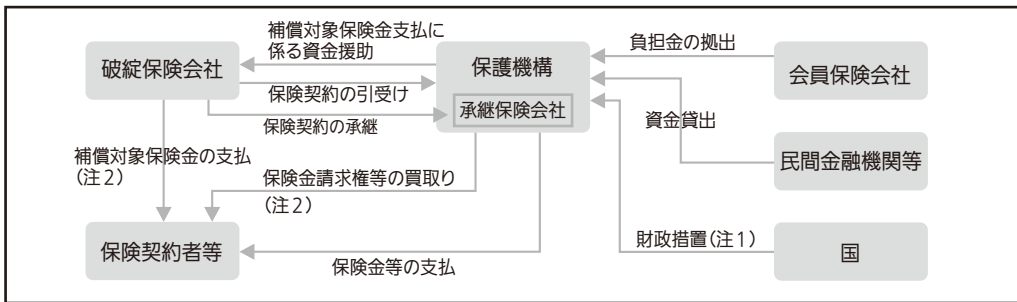 補償対象保険金支払に
係る資金援助
負担金の拠出
破綻保険会社
保護機構
会員保険会社
保険契約の引受け
承継保険会社
保険契約の承継
資金貸出
補償対象保険金の支払
(注2)
民間金融機関等
保険金請求権等の買取り
(注2)
保険契約者等
財政措置(注1)
国
保険金等の支払